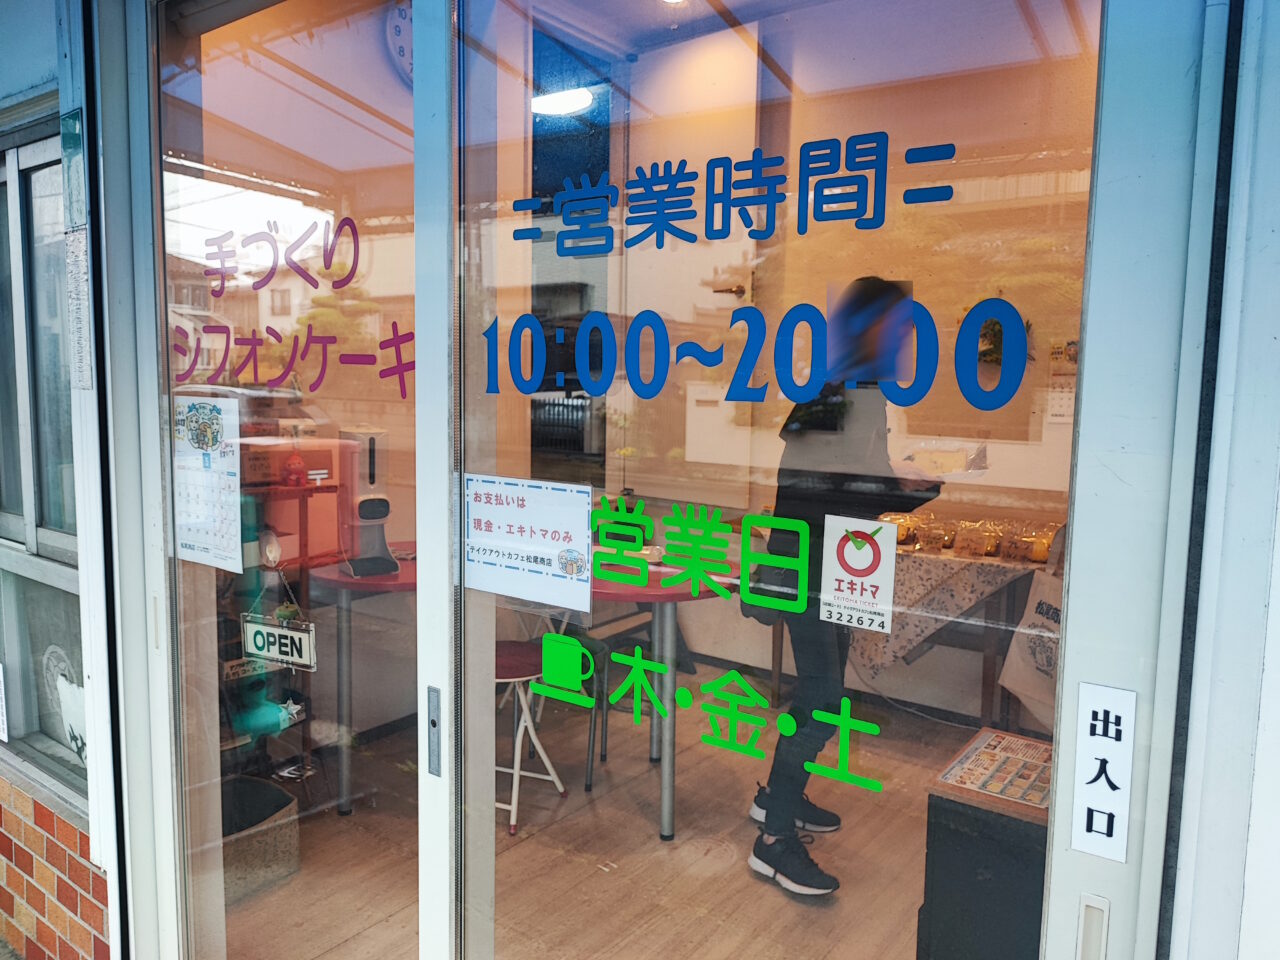 手づくり
シフォンケーキ
=営業時間=
10:00~20:00
お支払いは
現金・エキトマのみ
テイクアウトカフェ松尾商店
営業日
木・金・土
エキトマ
EKITOMA TICKET
322674
OPEN
出入口